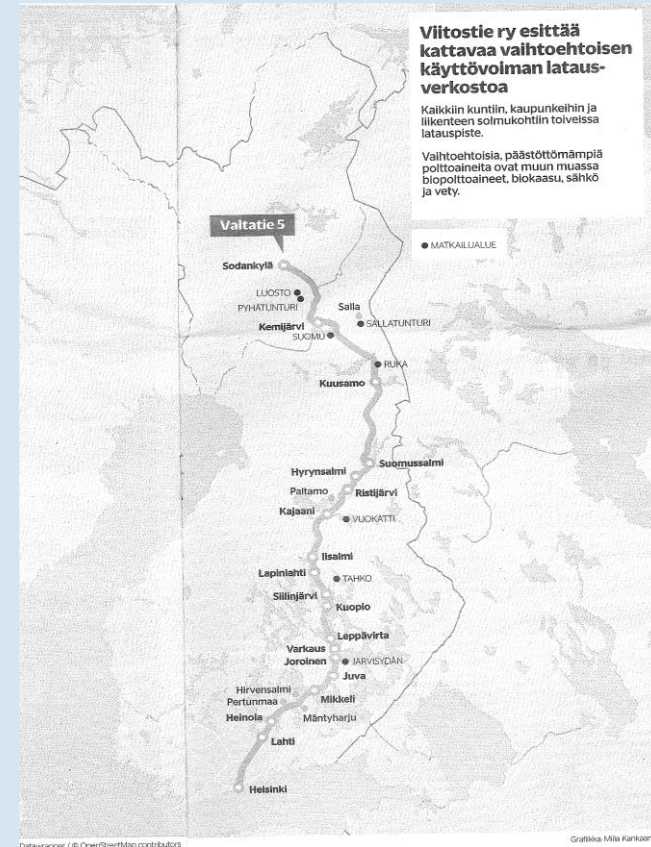 Viitostie ry esittää
kattavaa vaihtoehtoisen
käyttövoiman lataus-
verkostoa
Kaikkiin kuntiin, kaupunkeihin ja
liikenteen solmukohtiin toiveissa
latauspiste.
Vaihtoehtoisia, päästöttömämpiä
polttoaineita ovat muun muassa
biopolttoaineet, biokaasu, sähkö
ja vety.
MATKAILUALUE
Valtatie 5
Sodankylä
LUOSTO
PYHÄTUNTURI
Salla
Kemijärvi
SALLATUNTURI
SUOMU
RUKA
Kuusamo
Suomussalmi
Hyrynsalmi
Paltamo
Ristijärvi
Kajaani
VUOKATTI
Iisalmi
Lapinlahti
TAHKO
Siilinjärvi
Kuopio
Leppävirta
Varkaus
Joroinen
JÄRVISYDÄN
Juva
Hirvensalmi
Mikkeli
Pertunmaa
Heinola
Mäntyharju
Lahti
Helsinki
Datawrapper / © OpenStreetMap contributors
Grafiikka: Miila Kankaan